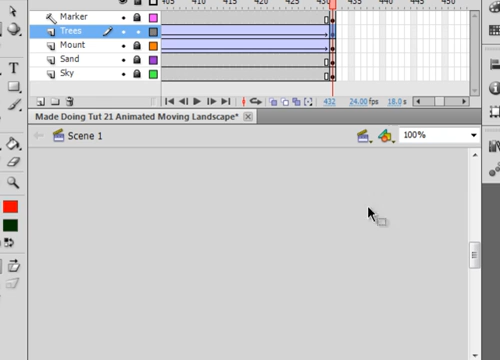 405 410 415 420 425 430 435 440 445 450
Marker
Trees
Mount
Sand
Sky
432 24.00 fps 18.0 s
Made Doing Tut 21 Animated Moving Landscape*
Scene 1
100%
T